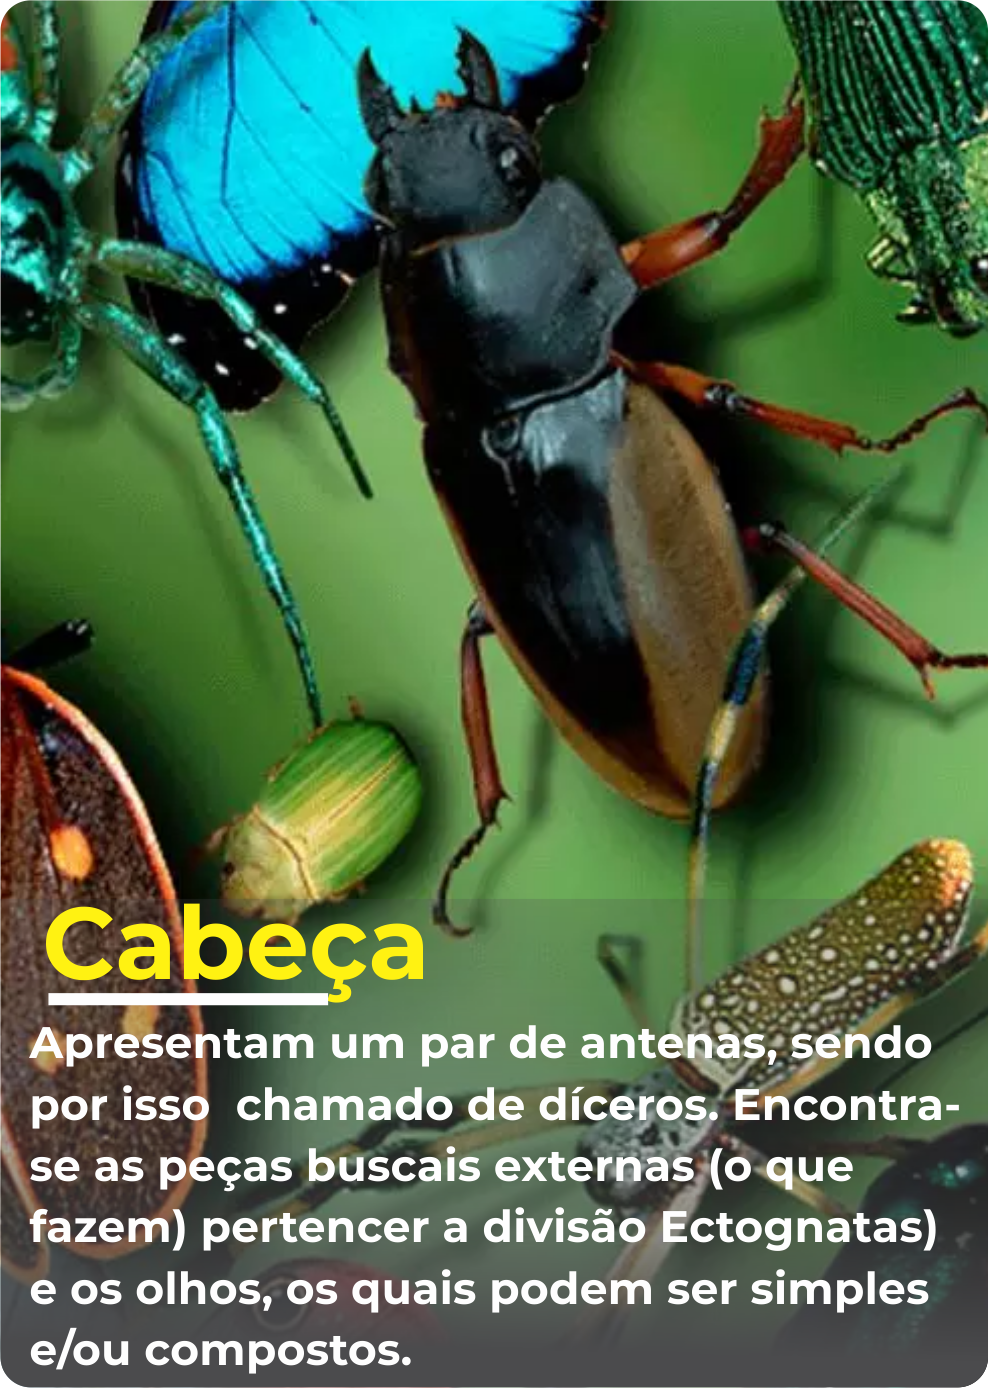 Cabeça
Apresentam um par de antenas, sendo
por isso  chamado de díceros. Encontra-
se as peças buscais externas (o que
fazem) pertencer a divisão Ectognatas)
e os olhos, os quais podem ser simples
e/ou compostos.